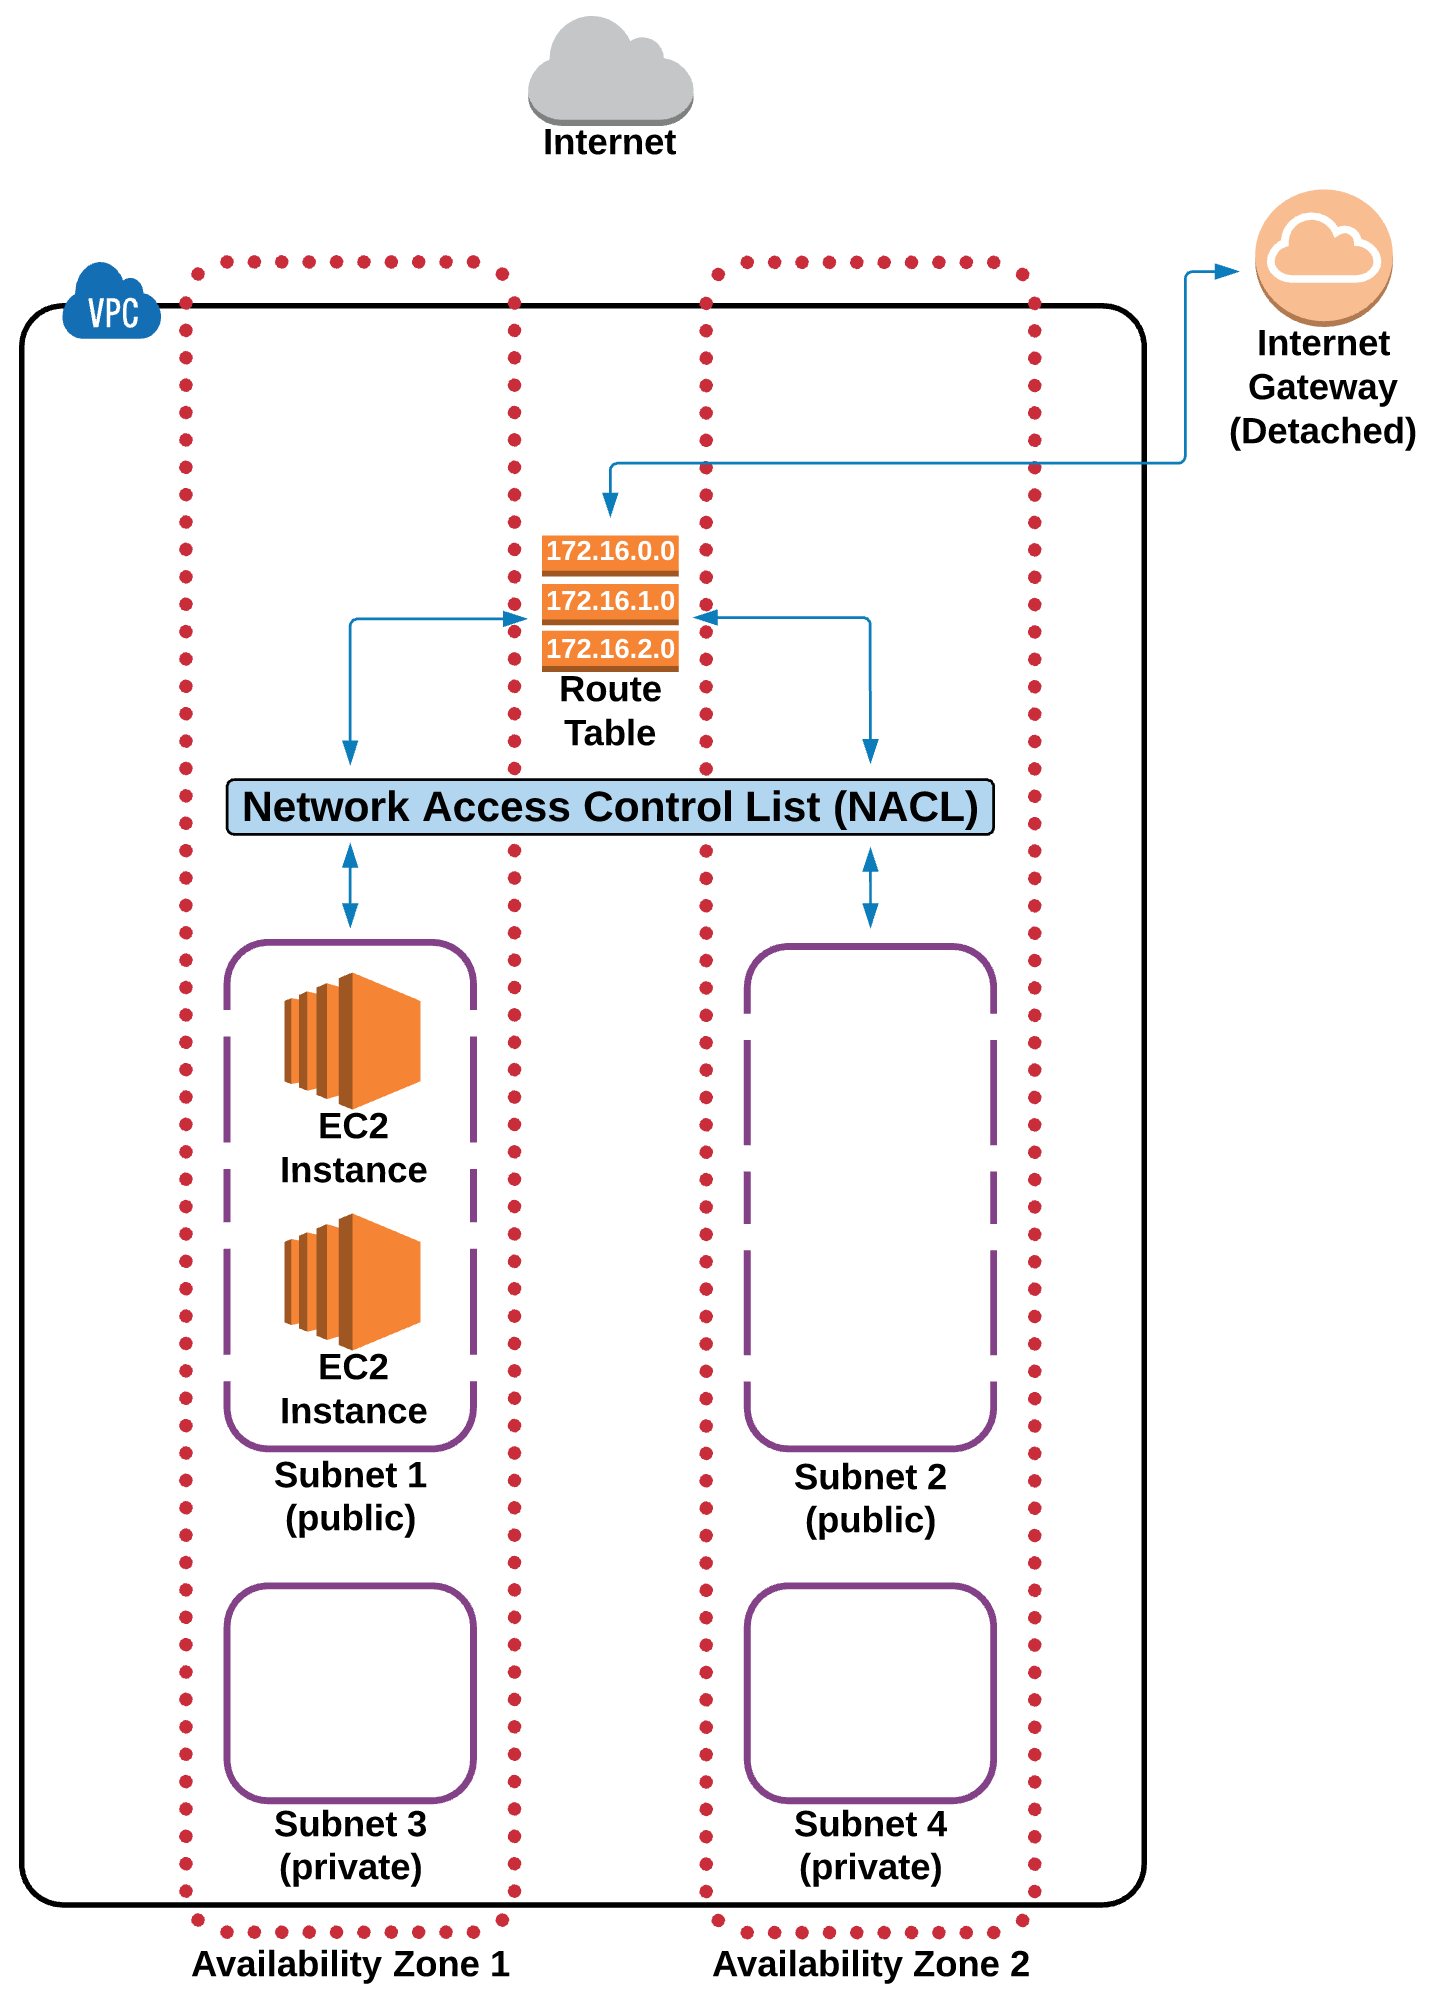 Internet
VPC
Internet
Gateway
(Detached)
172.16.0.0
172.16.1.0
172.16.2.0
Route
Table
Network Access Control List (NACL)
EC2
Instance
EC2
Instance
Subnet 1
(public)
Subnet 2
(public)
Subnet 3
(private)
Subnet 4
(private)
Availability Zone 1
Availability Zone 2